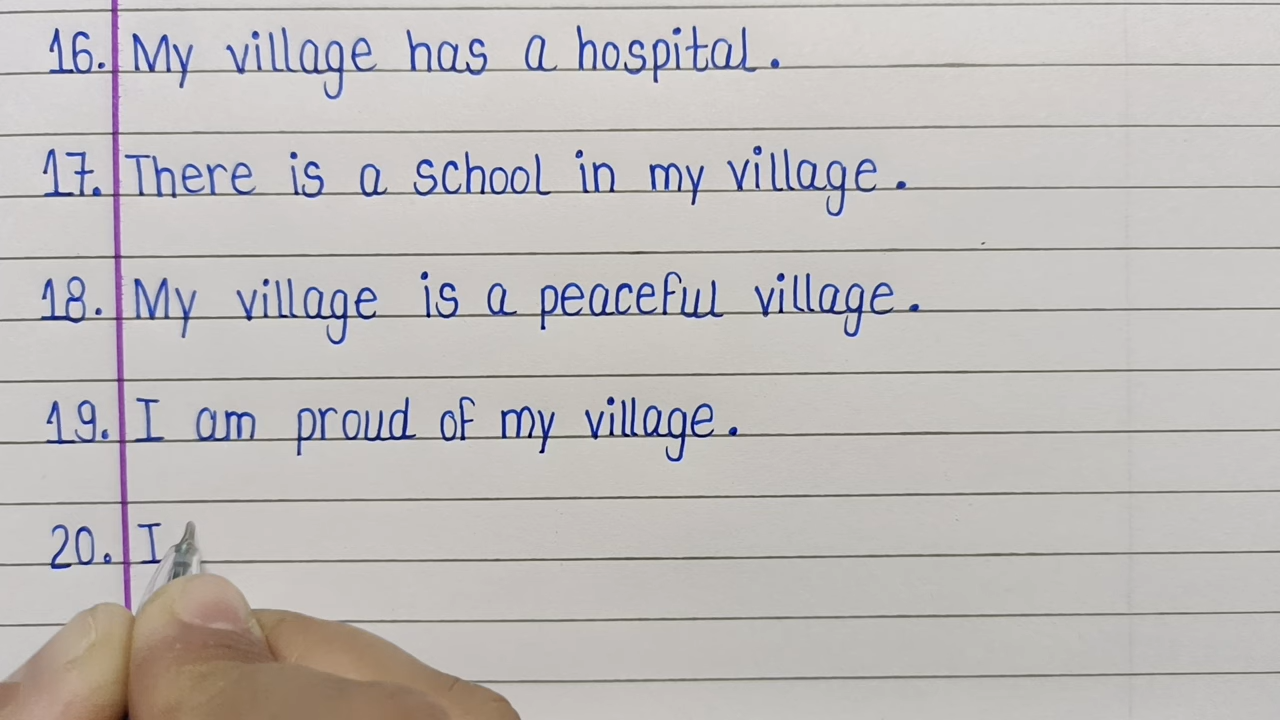 16. My village has a hospital.
17. There is a school in my village.
18. My village is a peaceful village.
19. I am proud of my village.
20. I